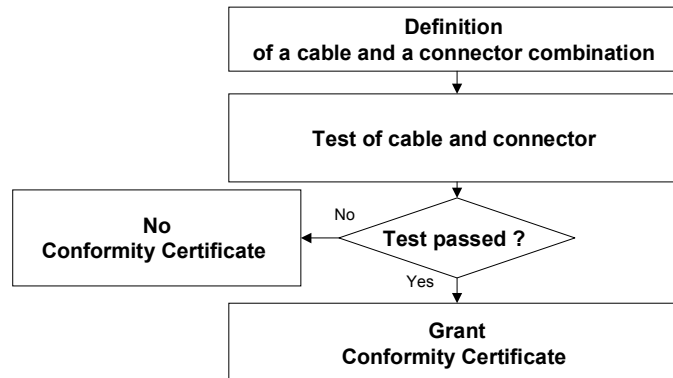 Definition
of a cable and a connector combination
Test of cable and connector
No
Conformity Certificate
No
Test passed ?
Yes
Grant
Conformity Certificate